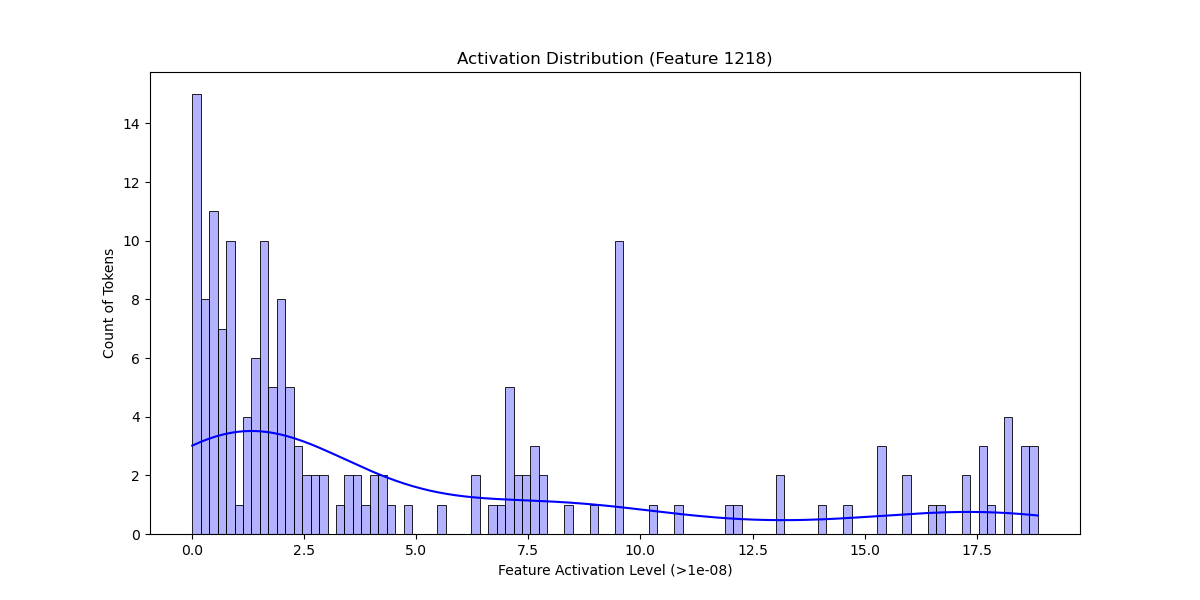 Activation Distribution (Feature 1218)
Count of Tokens
14
12
10
8
6
4
2
0
0.0 2.5 5.0 7.5 10.0 12.5 15.0 17.5
Feature Activation Level (>1e-08)